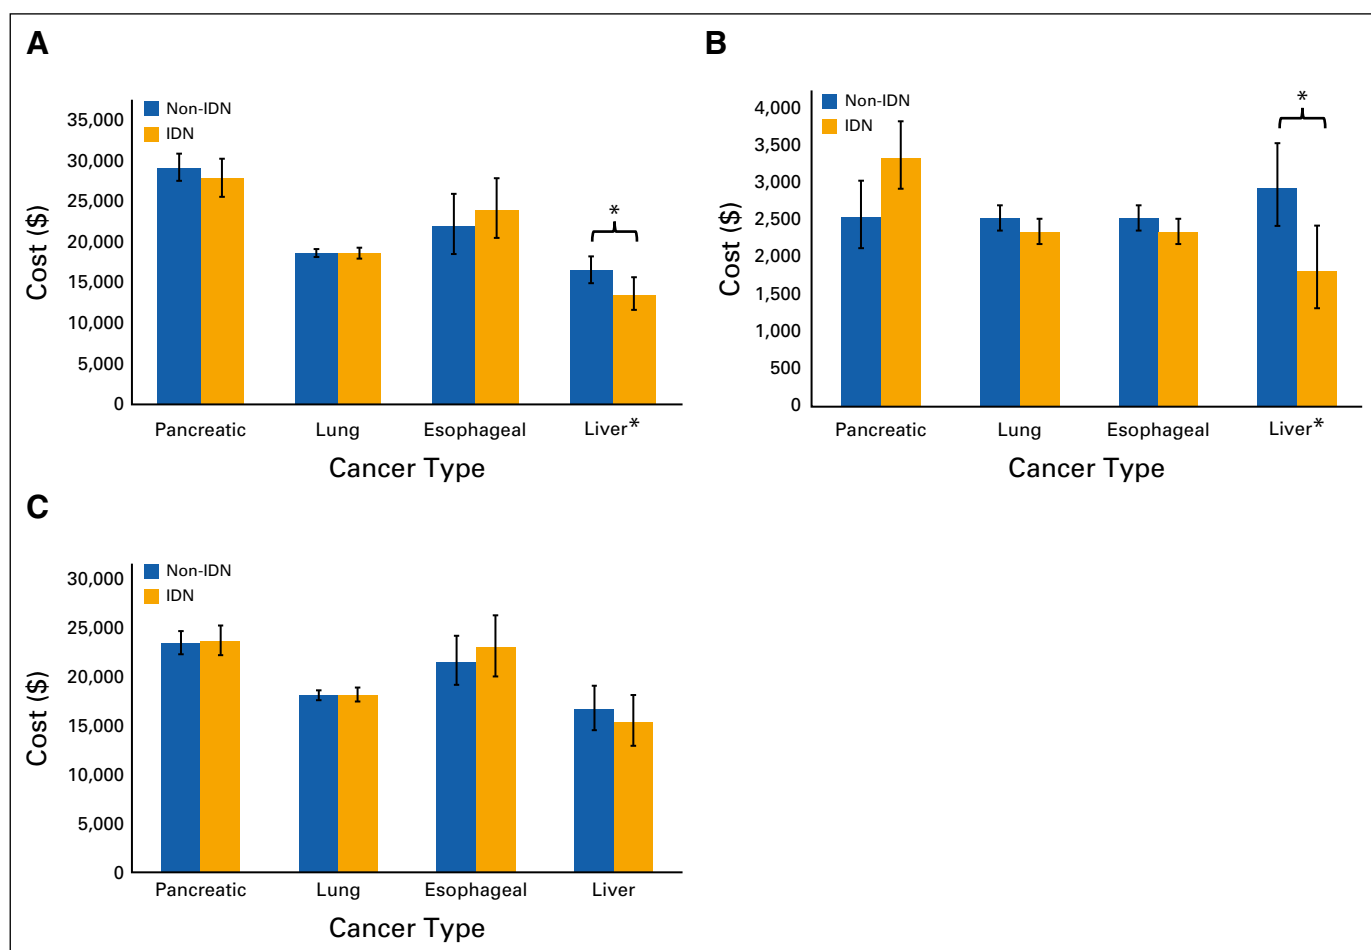 A
Non-IDN
IDN
35,000
30,000
25,000
20,000
15,000
10,000
5,000
0
Cost ($)
*
Pancreatic
Lung
Esophageal
Liver*
Cancer Type
B
Non-IDN
IDN
4,000
3,500
3,000
2,500
2,000
1,500
1,000
500
0
Cost ($)
*
Pancreatic
Lung
Esophageal
Liver*
Cancer Type
C
Non-IDN
IDN
30,000
25,000
20,000
15,000
10,000
5,000
0
Cost ($)
Pancreatic
Lung
Esophageal
Liver
Cancer Type